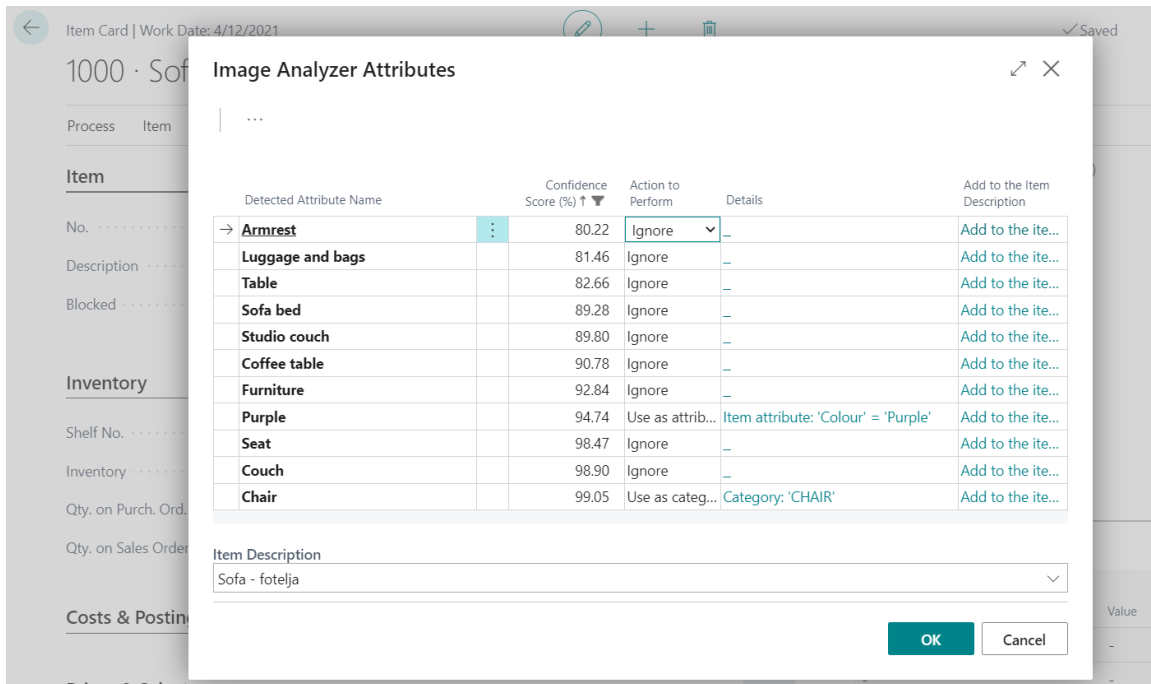 Item Card | Work Date: 4/12/2021
Saved
1000 · Sof
Image Analyzer Attributes
Process Item
...
Item
Detected Attribute Name Confidence Score (%) ↑ Action to Perform Details Add to the Item Description
No.
→ Armrest 80.22 Ignore _ Add to the ite...
Luggage and bags 81.46 Ignore _ Add to the ite...
Description
Table 82.66 Ignore _ Add to the ite...
Blocked
Sofa bed 89.28 Ignore _ Add to the ite...
Studio couch 89.80 Ignore _ Add to the ite...
Coffee table 90.78 Ignore _ Add to the ite...
Inventory
Furniture 92.84 Ignore _ Add to the ite...
Purple 94.74 Use as attrib... Item attribute: 'Colour' = 'Purple' Add to the ite...
Shelf No.
Seat 98.47 Ignore _ Add to the ite...
Inventory
Couch 98.90 Ignore _ Add to the ite...
Chair 99.05 Use as categ... Category: 'CHAIR' Add to the ite...
Qty. on Purch. Ord.
Qty. on Sales Order
Item Description
Sofa - fotelja
Costs & Posting
Value
OK Cancel
-
-